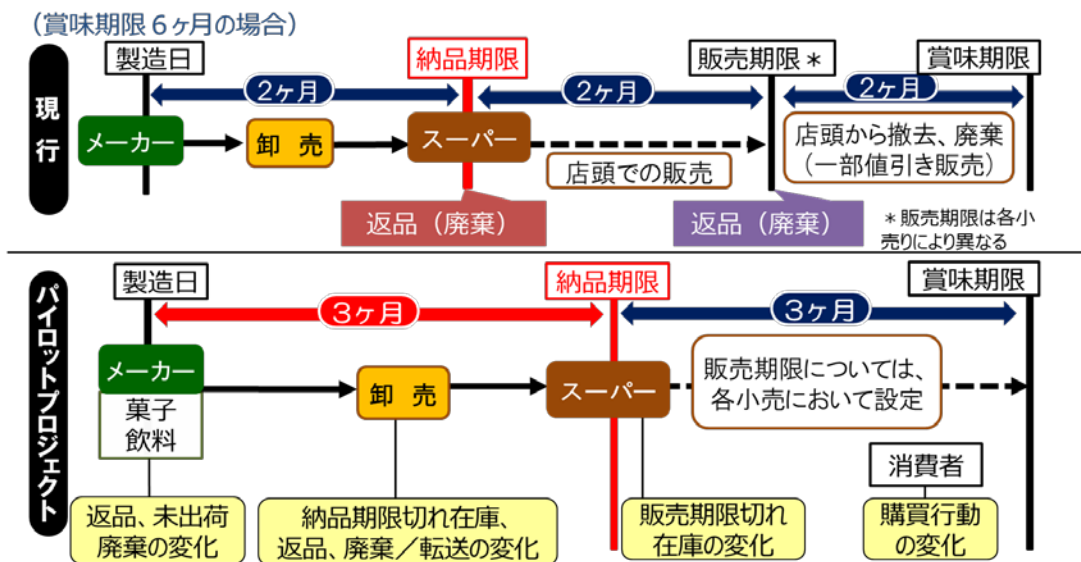 (賞味期限6ヶ月の場合)
現行
製造日
納品期限
販売期限*
賞味期限
2ヶ月
2ヶ月
2ヶ月
メーカー
卸 売
スーパー
店頭での販売
店頭から撤去、廃棄
(一部値引き販売)
返品(廃棄)
返品(廃棄)
*販売期限は各小
売りにより異なる
パイロットプロジェクト
製造日
納品期限
賞味期限
3ヶ月
3ヶ月
メーカー
菓子
飲料
卸 売
スーパー
販売期限については、
各小売において設定
消費者
返品、未出荷
廃棄の変化
納品期限切れ在庫、
返品、廃棄/転送の変化
販売期限切れ
在庫の変化
購買行動
の変化